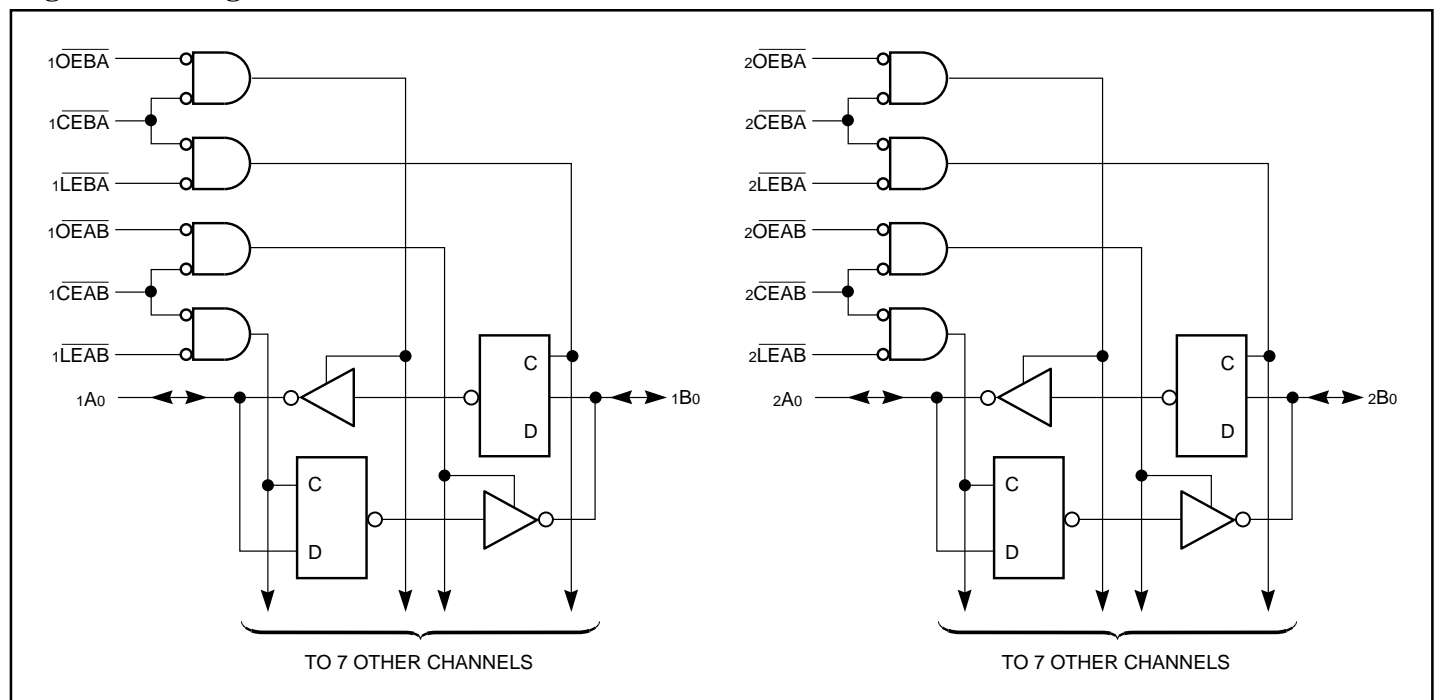 1OEBA
1CEBA
1LEBA
1OEAB
1CEAB
1LEAB
1A0
1B0
C
D
C
D
TO 7 OTHER CHANNELS
2OEBA
2CEBA
2LEBA
2OEAB
2CEAB
2LEAB
2A0
2B0
C
D
C
D
TO 7 OTHER CHANNELS